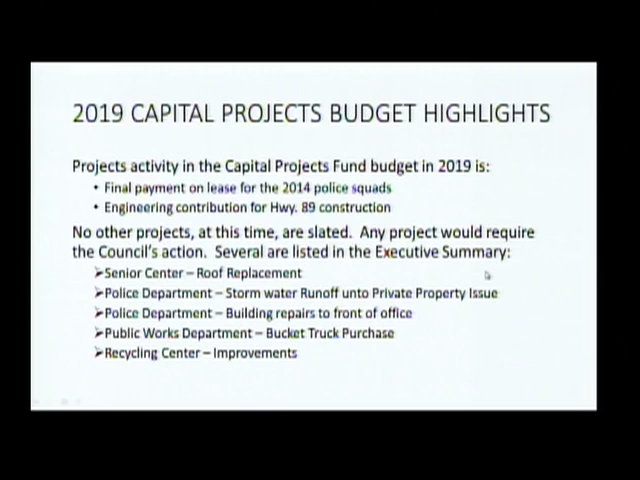 2019 CAPITAL PROJECTS BUDGET HIGHLIGHTS
Projects activity in the Capital Projects Fund budget in 2019 is:
• Final payment on lease for the 2014 police squads
• Engineering contribution for Hwy. 89 construction
No other projects, at this time, are slated. Any project would require
the Council's action. Several are listed in the Executive Summary:
➢Senior Center – Roof Replacement
➢Police Department – Storm water Runoff unto Private Property Issue
➢Police Department – Building repairs to front of office
➢Public Works Department – Bucket Truck Purchase
➢Recycling Center – Improvements